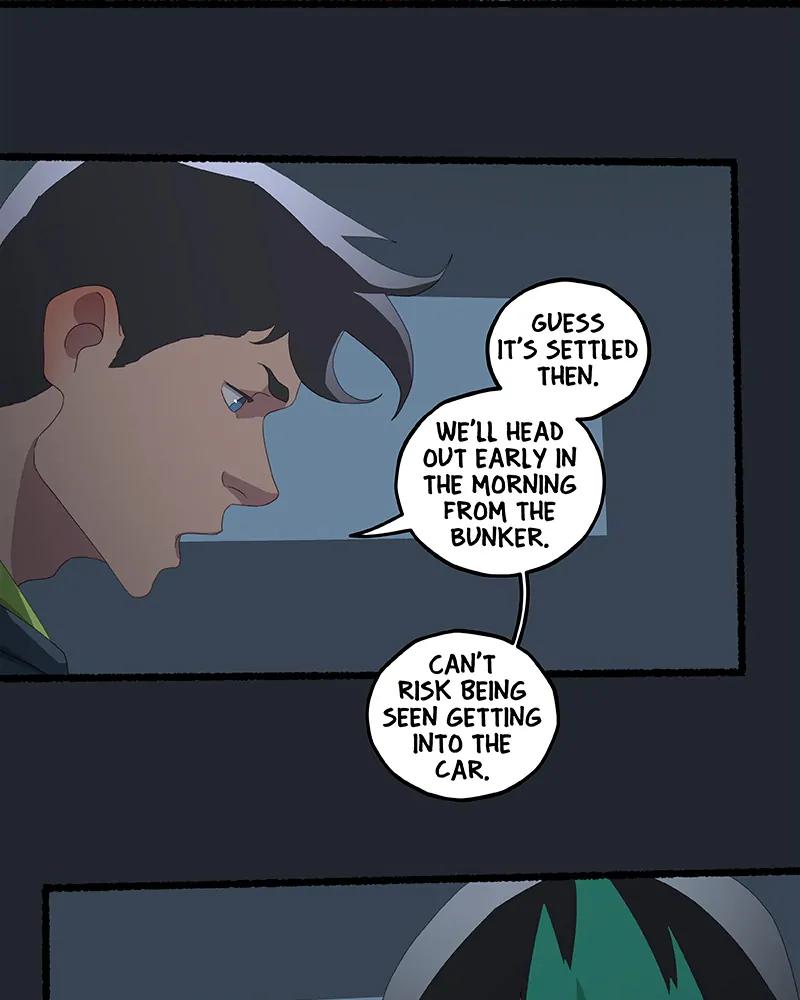 GUESS
IT'S SETTLED
THEN.
WE'LL HEAD
OUT EARLY IN
THE MORNING
FROM THE
BUNKER.
CAN'T
RISK BEING
SEEN GETTING
INTO THE
CAR.